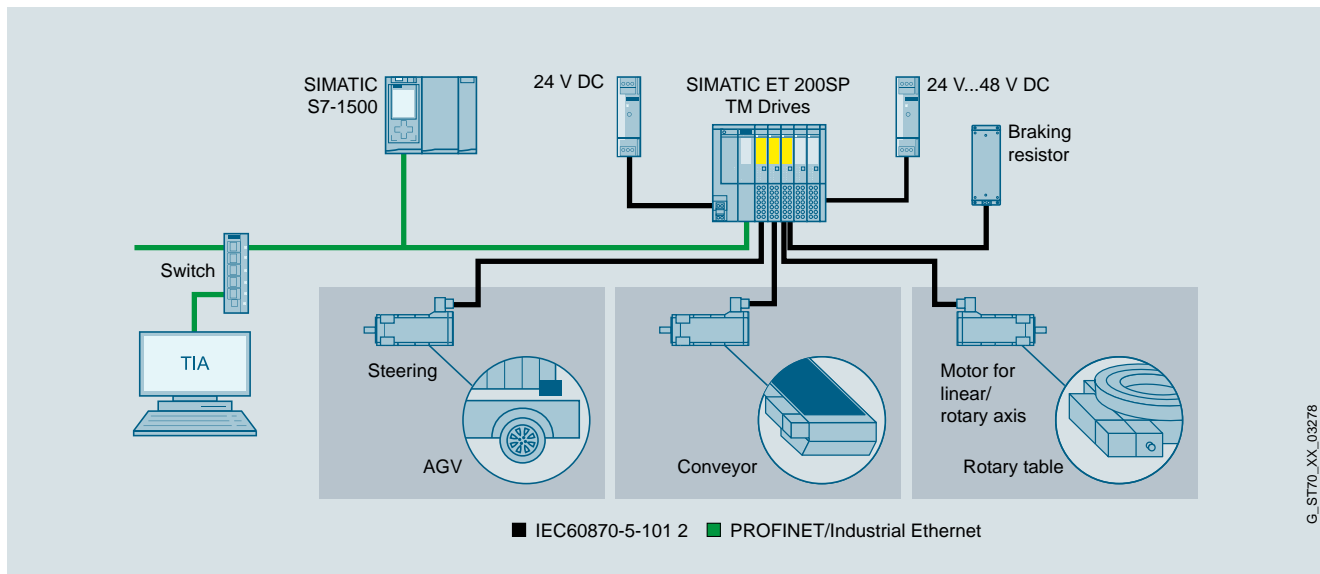 SIMATIC
S7-1500
24 V DC
SIMATIC ET 200SP
TM Drives
24 V...48 V DC
Braking
resistor
Switch
TIA
Steering
AGV
Conveyor
Motor for
linear/
rotary axis
Rotary table
IEC60870-5-101 2
PROFINET/Industrial Ethernet
G_ST70_XX_03278